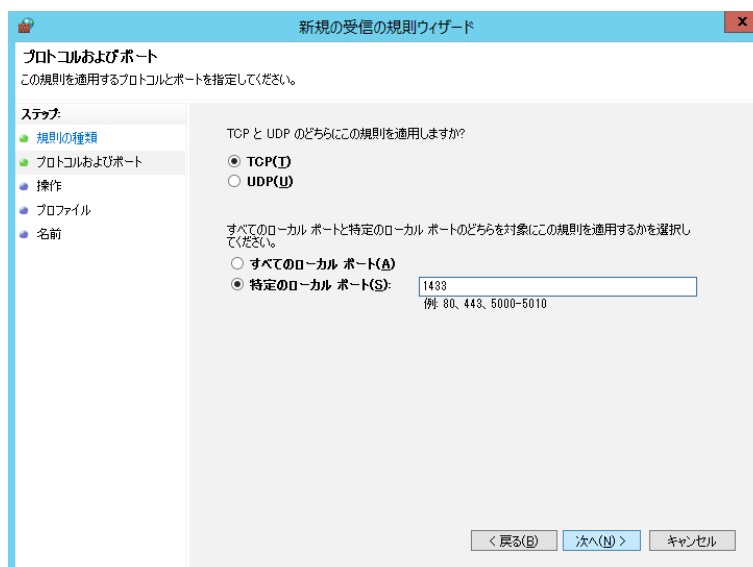 新規の受信の規則ウィザード
x
プロトコルおよびポート
この規則を適用するプロトコルとポートを指定してください。
ステップ:
規則の種類
プロトコルおよびポート
操作
プロファイル
名前
TCP と UDP のどちらにこの規則を適用しますか?
TCP(T)
UDP(U)
すべてのローカル ポートと特定のローカル ポートのどちらを対象にこの規則を適用するかを選択し
てください。
すべてのローカル ポート(A)
特定のローカル ポート(S):
1433
例: 80、443、5000-5010
< 戻る(B)
次へ(N) >
キャンセル